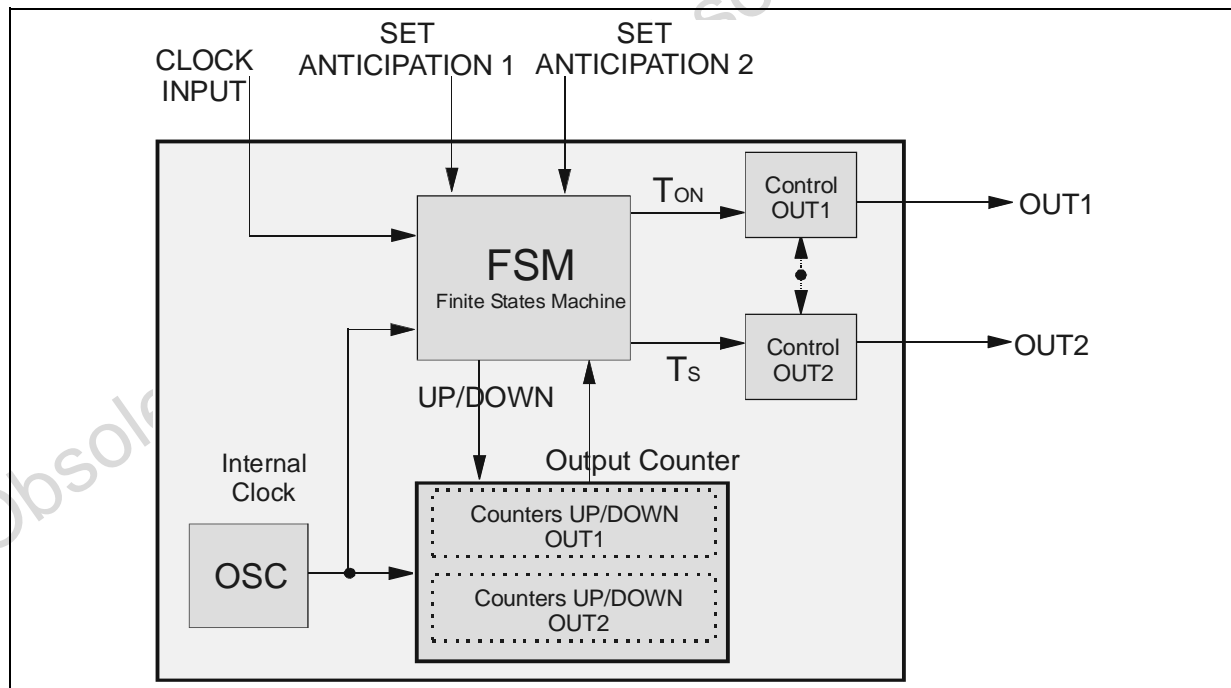 SET
ANTICIPATION 1
SET
ANTICIPATION 2
CLOCK
INPUT
TON
Control
OUT1
OUT1
FSM
Finite States Machine
TS
Control
OUT2
OUT2
UP/DOWN
Output Counter
Internal
Clock
OSC
Counters UP/DOWN
OUT1
Counters UP/DOWN
OUT2